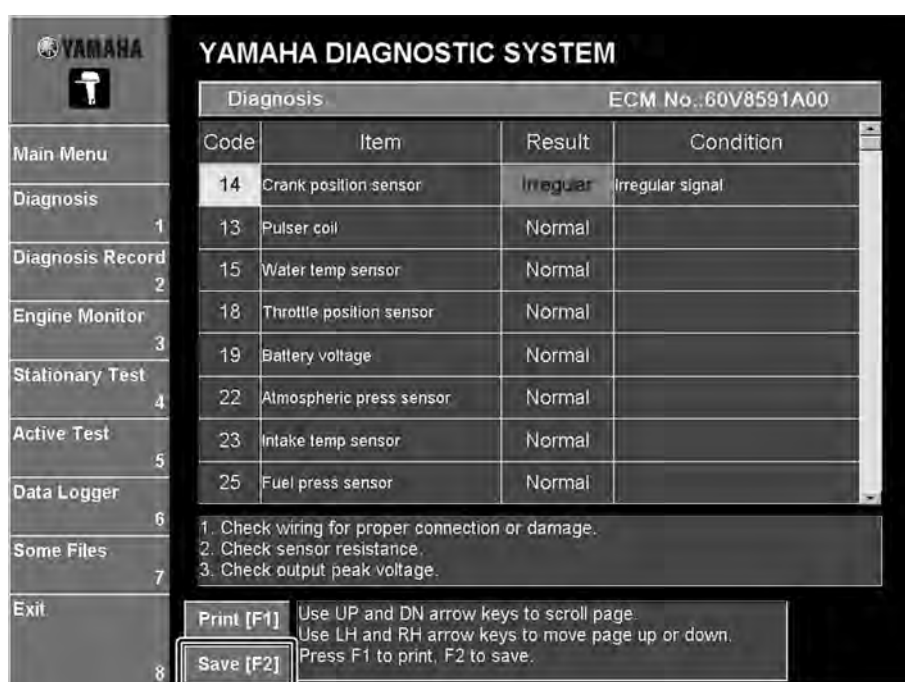 YAMAHA
YAMAHA DIAGNOSTIC SYSTEM
Diagnosis ECM No.:60V8591A00
Main Menu
Diagnosis
1
Diagnosis Record
2
Engine Monitor
3
Stationary Test
4
Active Test
5
Data Logger
6
Some Files
7
Exit
8
Code Item Result Condition
14 Crank position sensor Irregular Irregular signal
13 Pulser coil Normal
15 Water temp sensor Normal
18 Throttle position sensor Normal
19 Battery voltage Normal
22 Atmospheric press sensor Normal
23 Intake temp sensor Normal
25 Fuel press sensor Normal
1. Check wiring for proper connection or damage.
2. Check sensor resistance.
3. Check output peak voltage.
Print [F1]
Save [F2]
Use UP and DN arrow keys to scroll page.
Use LH and RH arrow keys to move page up or down.
Press F1 to print, F2 to save.